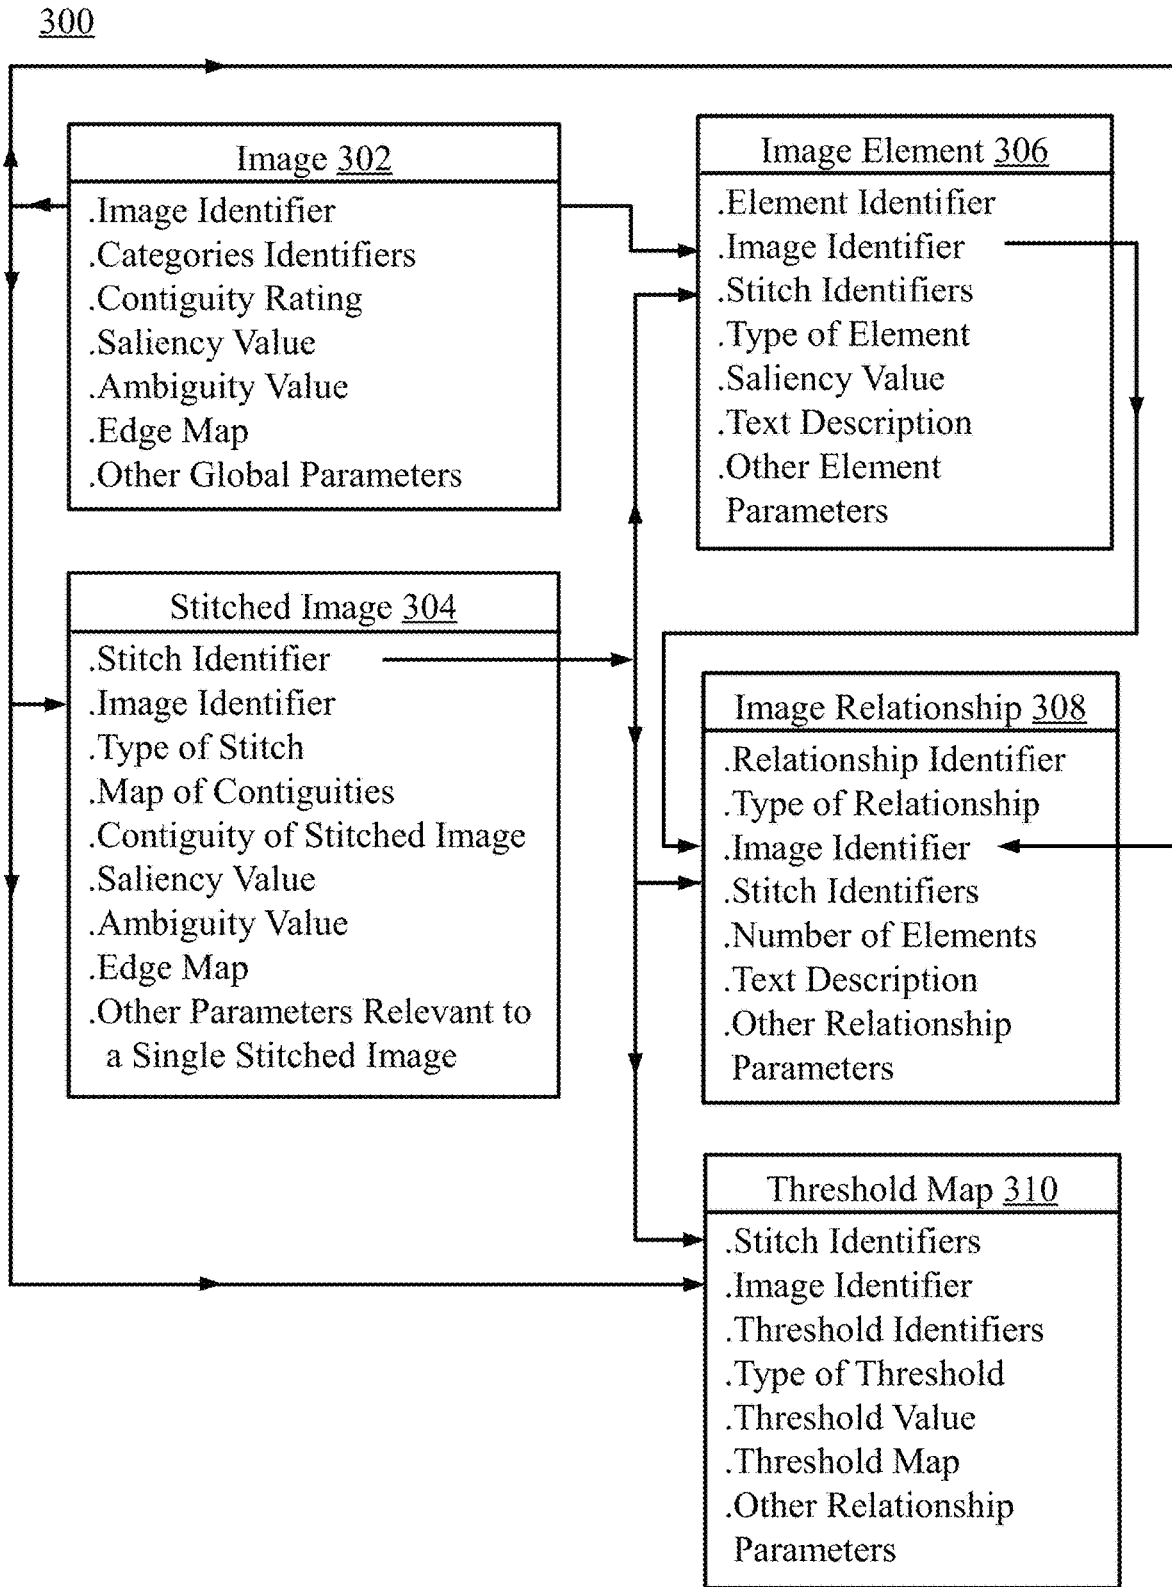 300
Image 302
.Image Identifier
.Categories Identifiers
.Contiguity Rating
.Saliency Value
.Ambiguity Value
.Edge Map
.Other Global Parameters
Image Element 306
.Element Identifier
.Image Identifier
.Stitch Identifiers
.Type of Element
.Saliency Value
.Text Description
.Other Element
Parameters
Stitched Image 304
.Stitch Identifier
.Image Identifier
.Type of Stitch
.Map of Contiguities
.Contiguity of Stitched Image
.Saliency Value
.Ambiguity Value
.Edge Map
.Other Parameters Relevant to
a Single Stitched Image
Image Relationship 308
.Relationship Identifier
.Type of Relationship
.Image Identifier
.Stitch Identifiers
.Number of Elements
.Text Description
.Other Relationship
Parameters
Threshold Map 310
.Stitch Identifiers
.Image Identifier
.Threshold Identifiers
.Type of Threshold
.Threshold Value
.Threshold Map
.Other Relationship
Parameters